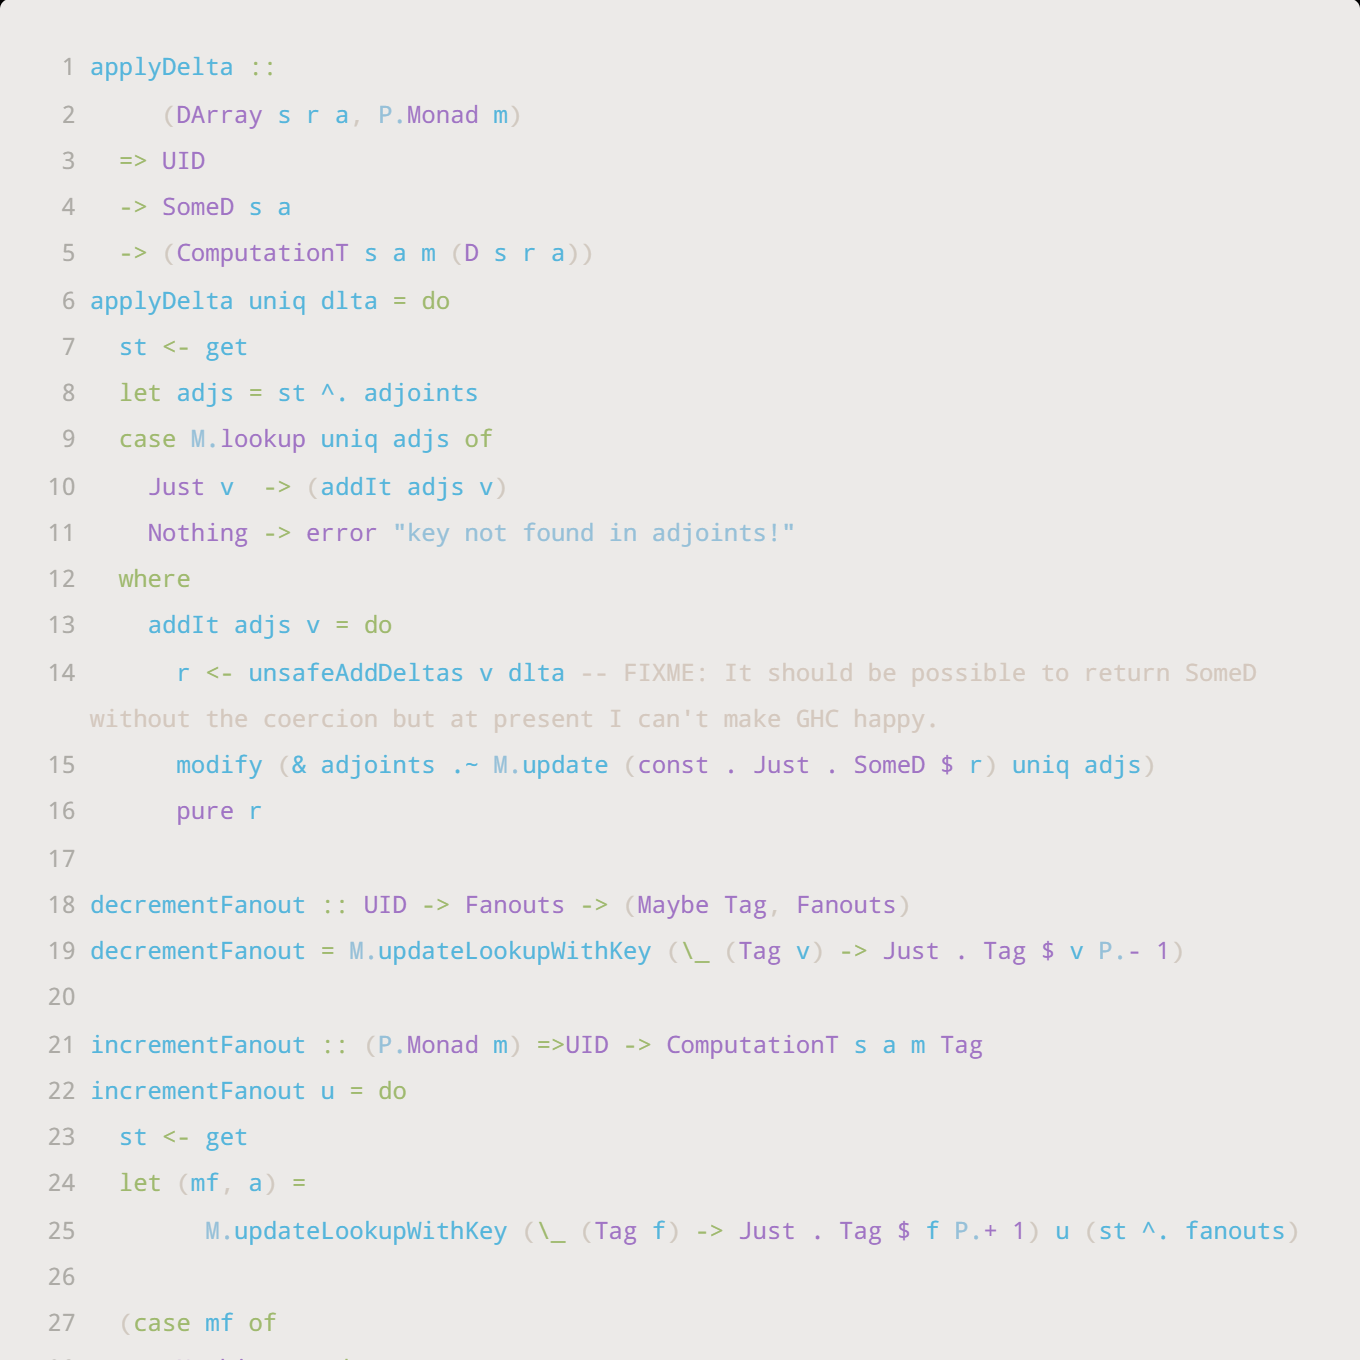 1 applyDelta ::
2      (DArray s r a, P.Monad m)
3   => UID
4   -> SomeD s a
5   -> (ComputationT s a m (D s r a))
6 applyDelta uniq dlta = do
7   st <- get
8   let adjs = st ^. adjoints
9   case M.lookup uniq adjs of
10     Just v  -> (addIt adjs v)
11     Nothing -> error "key not found in adjoints!"
12   where
13     addIt adjs v = do
14       r <- unsafeAddDeltas v dlta -- FIXME: It should be possible to return SomeD
without the coercion but at present I can't make GHC happy.
15       modify (& adjoints .~ M.update (const . Just . SomeD $ r) uniq adjs)
16       pure r
17
18 decrementFanout :: UID -> Fanouts -> (Maybe Tag, Fanouts)
19 decrementFanout = M.updateLookupWithKey (\_ (Tag v) -> Just . Tag $ v P.- 1)
20
21 incrementFanout :: (P.Monad m) =>UID -> ComputationT s a m Tag
22 incrementFanout u = do
23   st <- get
24   let (mf, a) =
25         M.updateLookupWithKey (\_ (Tag f) -> Just . Tag $ f P.+ 1) u (st ^. fanouts)
26
27   (case mf of